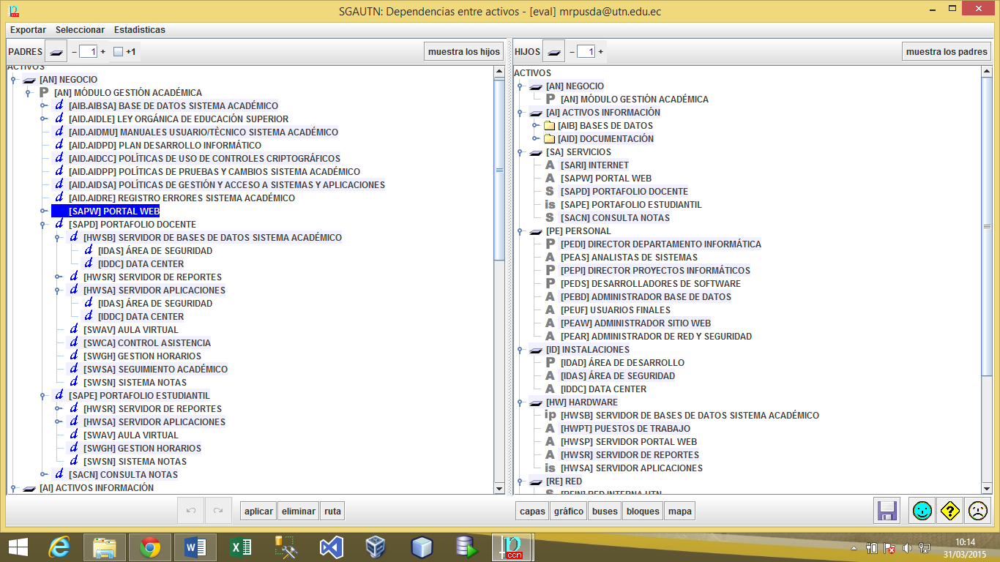 SGAUTN: Dependencias entre activos - [eval] mrpusda@utn.edu.ec
Exportar Seleccionar Estadísticas
PADRES – 1 + +1 muestra los hijos
ACTIVOS
[AN] NEGOCIO
P [AN] MÓDULO GESTIÓN ACADÉMICA
d [AIB.AIBSA] BASE DE DATOS SISTEMA ACADÉMICO
d [AID.AIDLE] LEY ORGÁNICA DE EDUCACIÓN SUPERIOR
d [AID.AIDMU] MANUALES USUARIO/TÈCNICO SISTEMA ACADÉMICO
d [AID.AIDPD] PLAN DESARROLLO INFORMÁTICO
d [AID.AIDCC] POLÍTICAS DE USO DE CONTROLES CRIPTOGRÁFICOS
d [AID.AIDPP] POLÍTICAS DE PRUEBAS Y CAMBIOS SISTEMA ACADÉMICO
d [AID.AIDSA] POLÍTICAS DE GESTIÓN Y ACCESO A SISTEMAS Y APLICACIONES
d [AID.AIDRE] REGISTRO ERRORES SISTEMA ACADÉMICO
[SAPW] PORTAL WEB
d [SAPD] PORTAFOLIO DOCENTE
d [HWSB] SERVIDOR DE BASES DE DATOS SISTEMA ACADÉMICO
d [IDAS] ÁREA DE SEGURIDAD
d [IDDC] DATA CENTER
d [HWSR] SERVIDOR DE REPORTES
d [HWSA] SERVIDOR APLICACIONES
d [IDAS] ÁREA DE SEGURIDAD
d [IDDC] DATA CENTER
d [SWAV] AULA VIRTUAL
d [SWCA] CONTROL ASISTENCIA
d [SWGH] GESTION HORARIOS
d [SWSA] SEGUIMIENTO ACADÉMICO
d [SWSN] SISTEMA NOTAS
d [SAPE] PORTAFOLIO ESTUDIANTIL
d [HWSR] SERVIDOR DE REPORTES
d [HWSA] SERVIDOR APLICACIONES
d [SWAV] AULA VIRTUAL
d [SWGH] GESTION HORARIOS
d [SWSN] SISTEMA NOTAS
d [SACN] CONSULTA NOTAS
[AI] ACTIVOS INFORMACIÓN
HIJOS – 1 + muestra los padres
ACTIVOS
[AN] NEGOCIO
P [AN] MÓDULO GESTIÓN ACADÉMICA
[AI] ACTIVOS INFORMACIÓN
[AIB] BASES DE DATOS
[AID] DOCUMENTACIÓN
[SA] SERVICIOS
A [SARI] INTERNET
A [SAPW] PORTAL WEB
S [SAPD] PORTAFOLIO DOCENTE
is [SAPE] PORTAFOLIO ESTUDIANTIL
S [SACN] CONSULTA NOTAS
[PE] PERSONAL
P [PEDI] DIRECTOR DEPARTAMENTO INFORMÁTICA
A [PEAS] ANALISTAS DE SISTEMAS
P [PEPI] DIRECTOR PROYECTOS INFORMÁTICOS
P [PEDS] DESARROLLADORES DE SOFTWARE
A [PEBD] ADMINISTRADOR BASE DE DATOS
A [PEUF] USUARIOS FINALES
A [PEAW] ADMINISTRADOR SITIO WEB
A [PEAR] ADMINISTRADOR DE RED Y SEGURIDAD
[ID] INSTALACIONES
P [IDAD] ÁREA DE DESARROLLO
A [IDAS] ÁREA DE SEGURIDAD
A [IDDC] DATA CENTER
[HW] HARDWARE
ip [HWSB] SERVIDOR DE BASES DE DATOS SISTEMA ACADÉMICO
A [HWPT] PUESTOS DE TRABAJO
A [HWSP] SERVIDOR PORTAL WEB
A [HWSR] SERVIDOR DE REPORTES
is [HWSA] SERVIDOR APLICACIONES
[RE] RED
S [REIN] RED INTERNA UTN
aplicar eliminar ruta
capas gráfico buses bloques mapa
ccn
10:14
31/03/2015